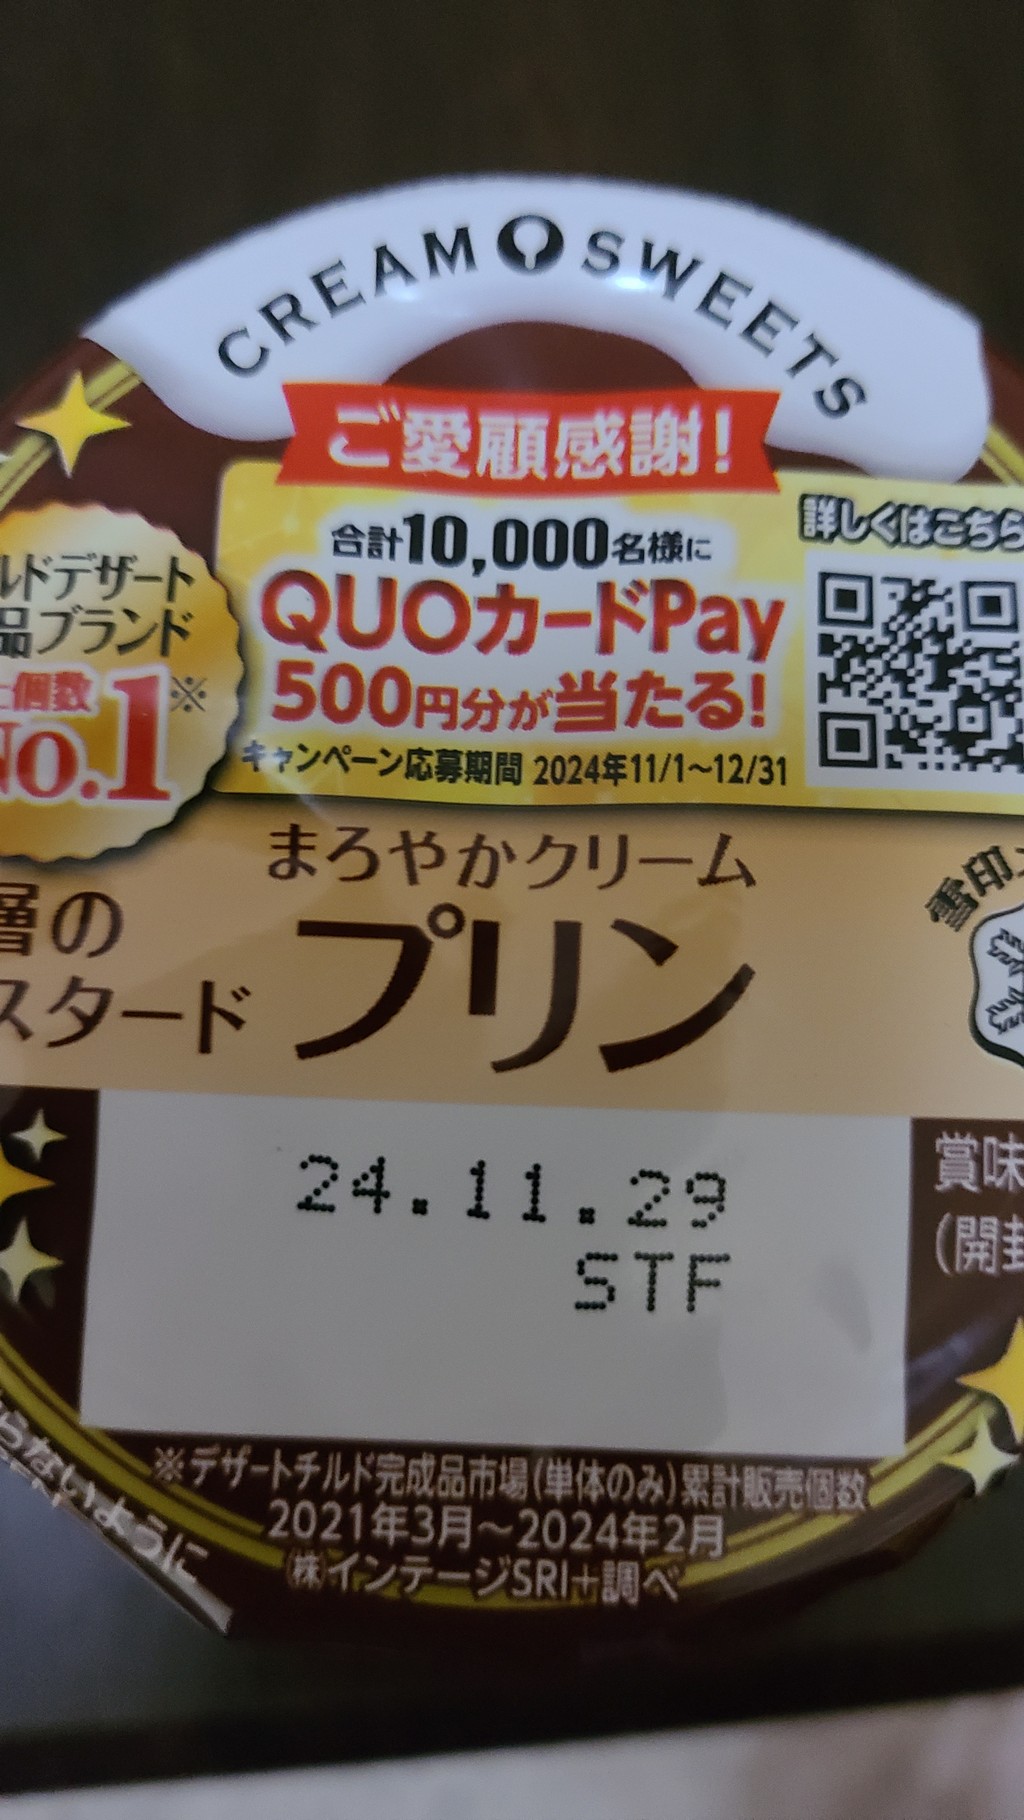 CREAM SWEETS
ご愛顧感謝!
合計10,000名様に
QUOカードPay
500円分が当たる!
キャンペーン応募期間 2024年11/1~12/31
詳しくはこちら
ルドデザート
品ブランド
個数
No.1※
まろやかクリーム
プリン
層の
スタード
雪印
24.11.29
STF
賞味
(開封
らないように
※デザートチルド完成品市場(単体のみ)累計販売個数
2021年3月~2024年2月
㈱インテージSRI+調べ